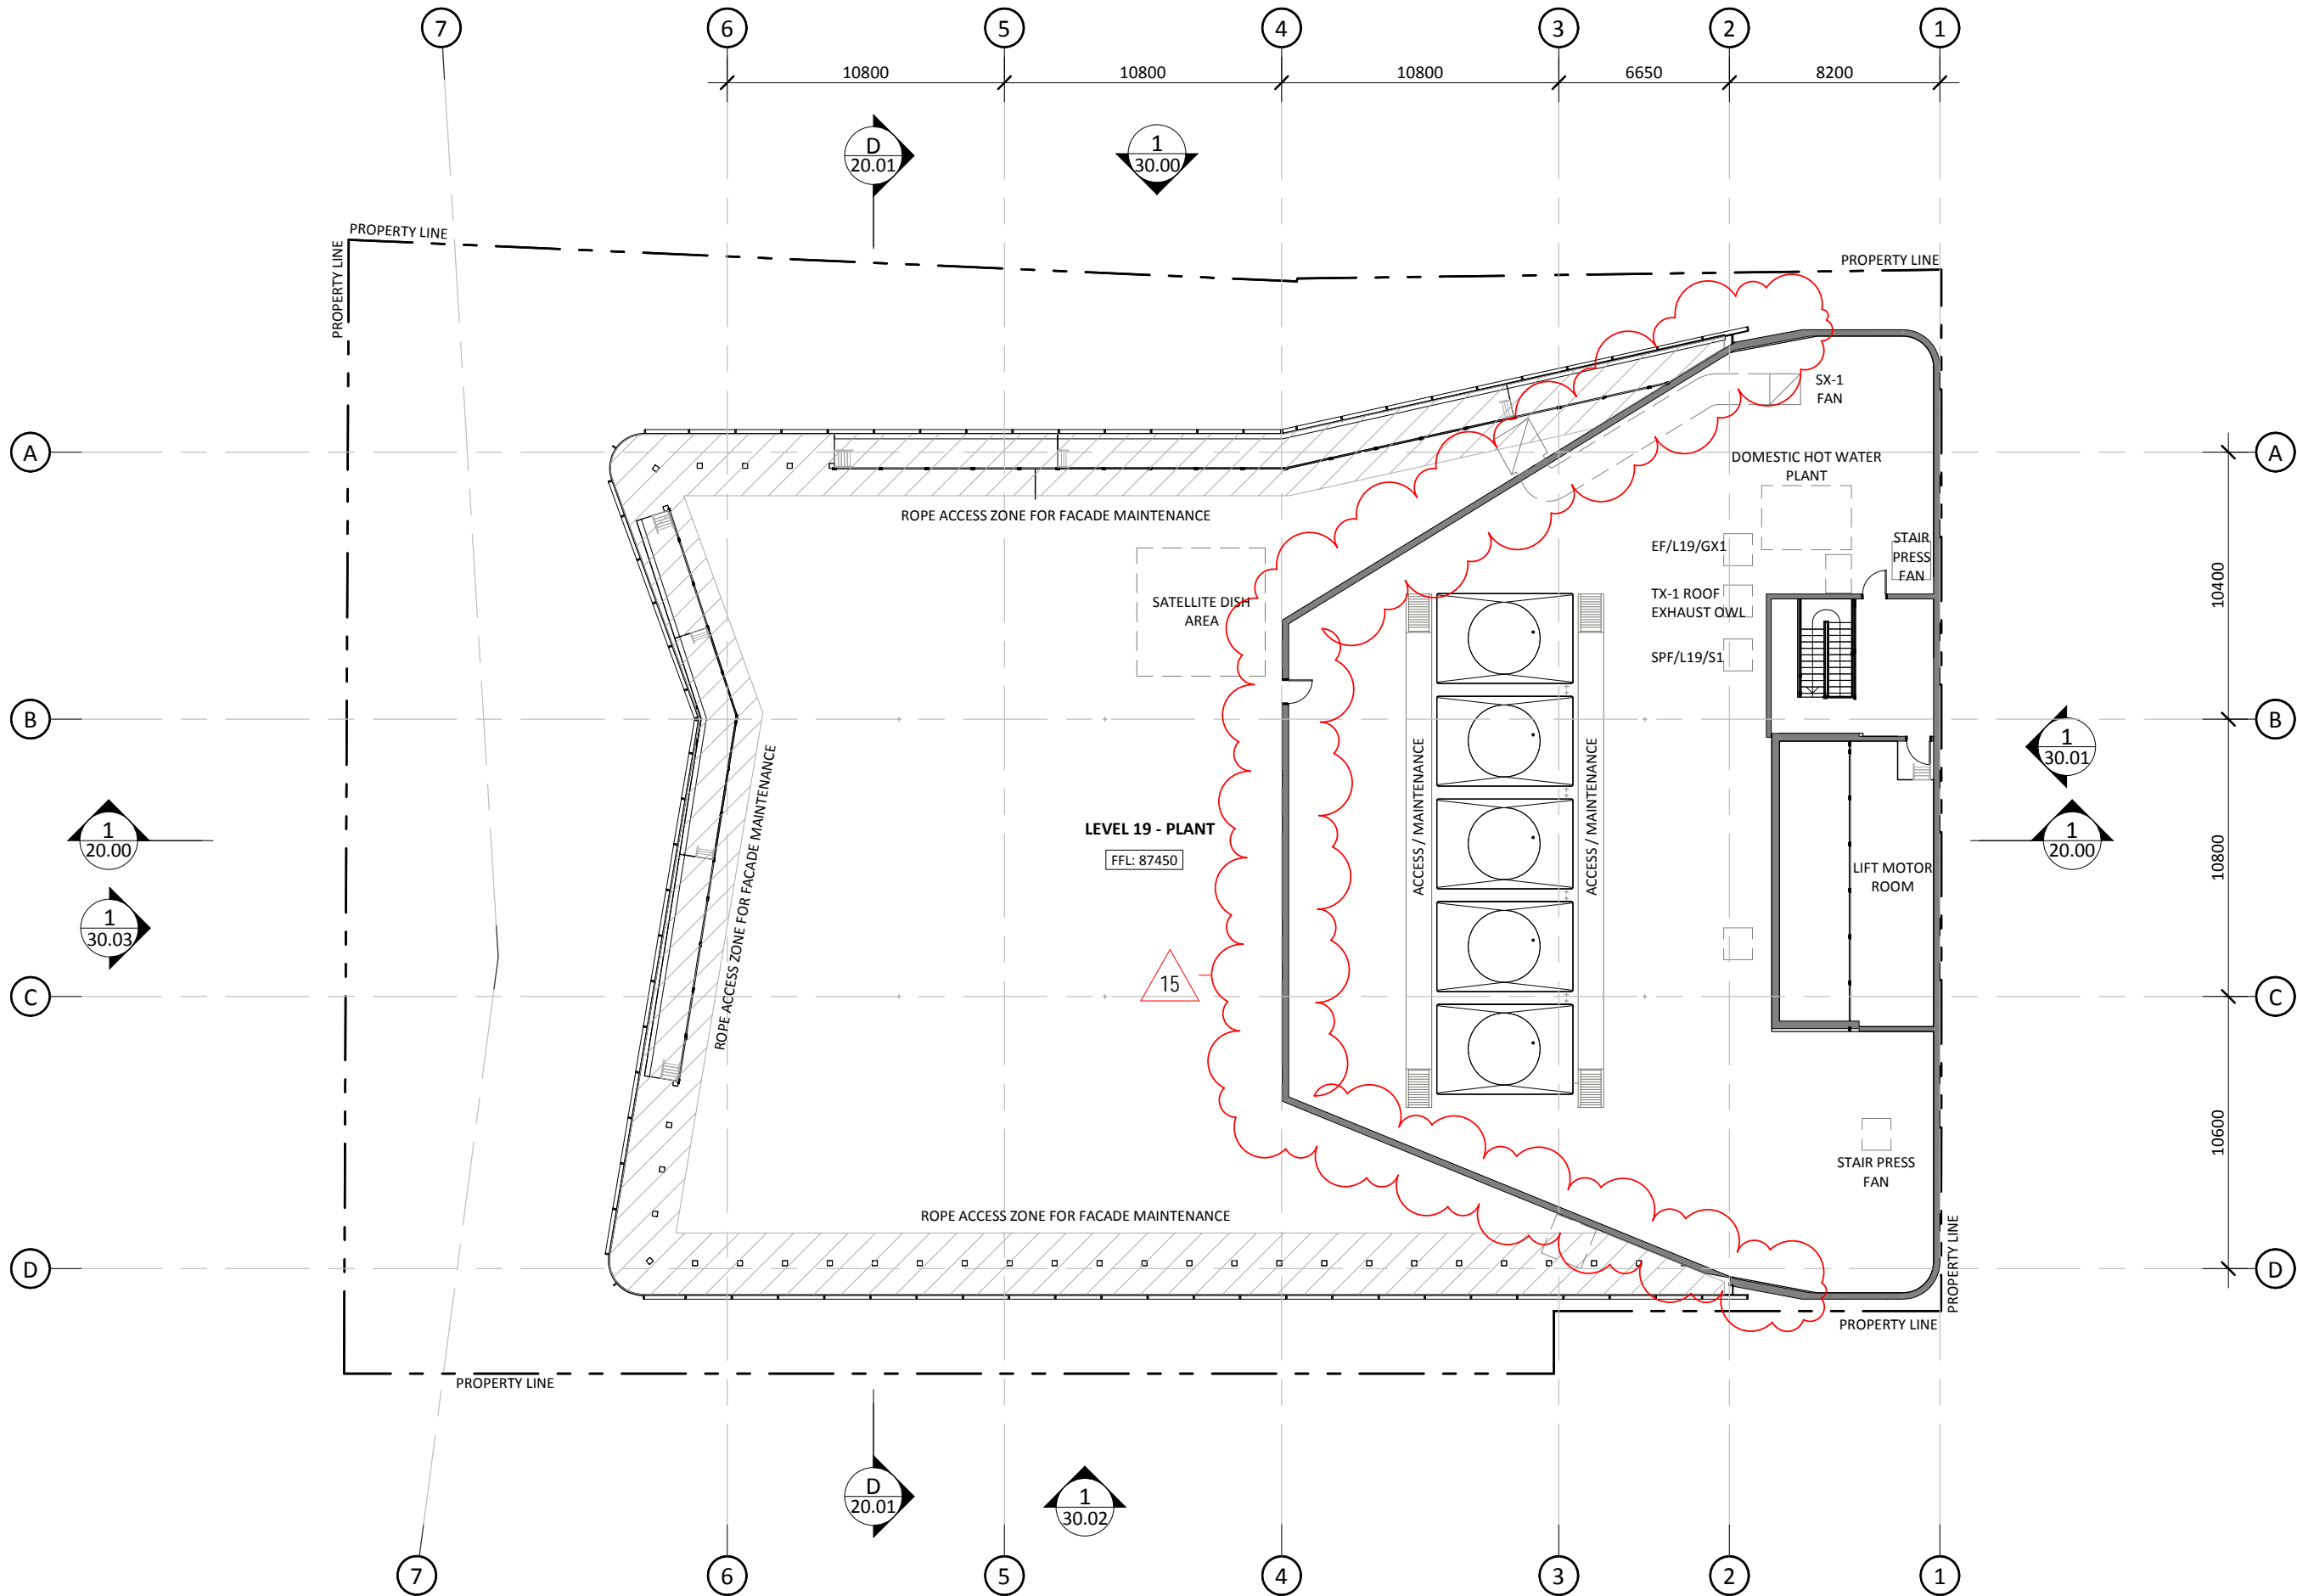 7
6
5
4
3
2
1
10800
10800
10800
6650
8200
D
20.01
1
30.00
PROPERTY LINE
PROPERTY LINE
PROPERTY LINE
SX-1
FAN
A
A
DOMESTIC HOT WATER
PLANT
ROPE ACCESS ZONE FOR FACADE MAINTENANCE
EF/L19/GX1
STAIR
PRESS
FAN
10400
SATELLITE DISH
AREA
TX-1 ROOF
EXHAUST OWL
SPF/L19/S1
B
B
1
30.01
ROPE ACCESS ZONE FOR FACADE MAINTENANCE
ACCESS / MAINTENANCE
ACCESS / MAINTENANCE
LEVEL 19 - PLANT
FFL: 87450
1
20.00
1
20.00
LIFT MOTOR
ROOM
10800
1
30.03
15
C
C
10600
STAIR PRESS
FAN
ROPE ACCESS ZONE FOR FACADE MAINTENANCE
PROPERTY LINE
D
D
PROPERTY LINE
PROPERTY LINE
D
20.01
1
30.02
7
6
5
4
3
2
1